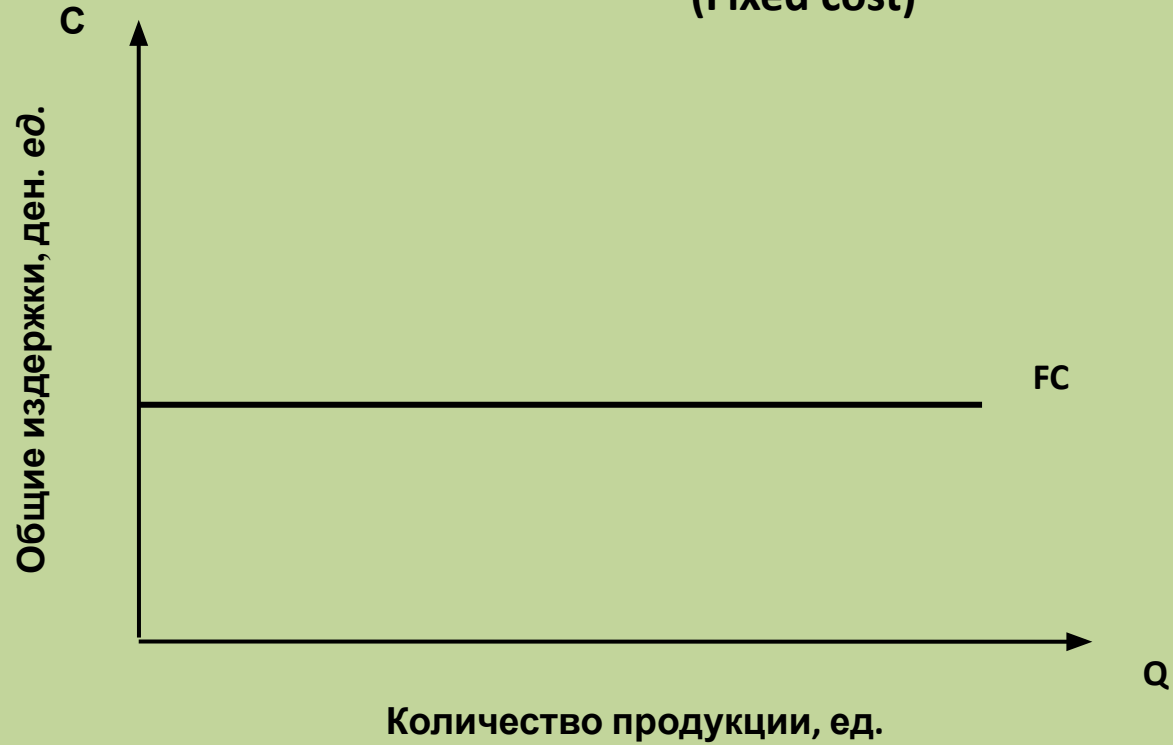 (Fixed cost)
C
Общие издержки, ден. ед.
FC
Q
Количество продукции, ед.